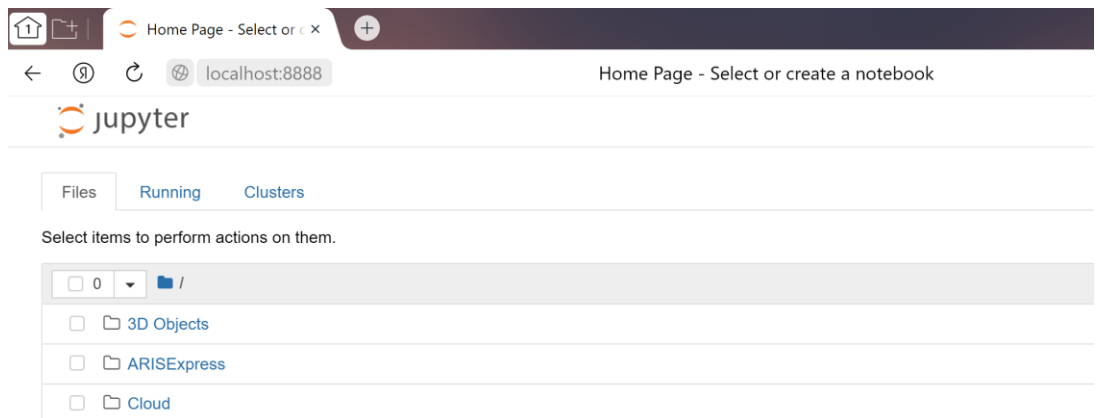 1 Home Page - Select or c ×
Я localhost:8888 Home Page - Select or create a notebook
jupyter
Files Running Clusters
Select items to perform actions on them.
0 /
3D Objects
ARISExpress
Cloud